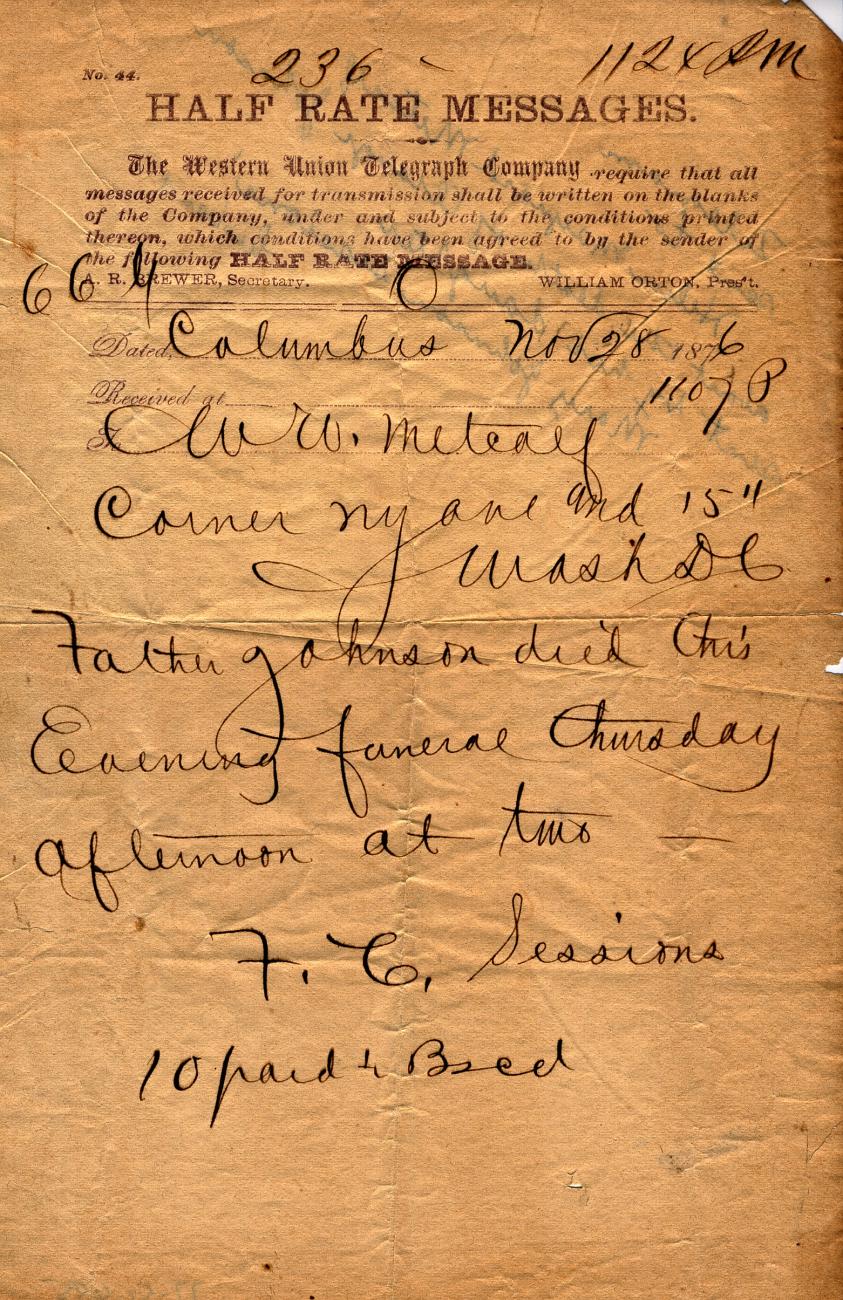 236 -
No. 44.
HALF RATE MESSAGES.
The Western Union Telegraph Company require that all
messages received for transmission shall be written on the blanks
of the Company, under and subject to the conditions printed
thereon, which conditions have been agreed to by the sender of
the following HALF RATE MESSAGE.
A. R. BREWER, Secretary.
WILLIAM ORTON, Pres't.
Dated, Columbus Nov 28 1876
Received at 1107 P
To W. W. Metcalf
Corner ny ave and 15"
Wash DC
Father Johnson died this
Evening funeral Thursday
afternoon at two —
F. C. Sessions
10 paid